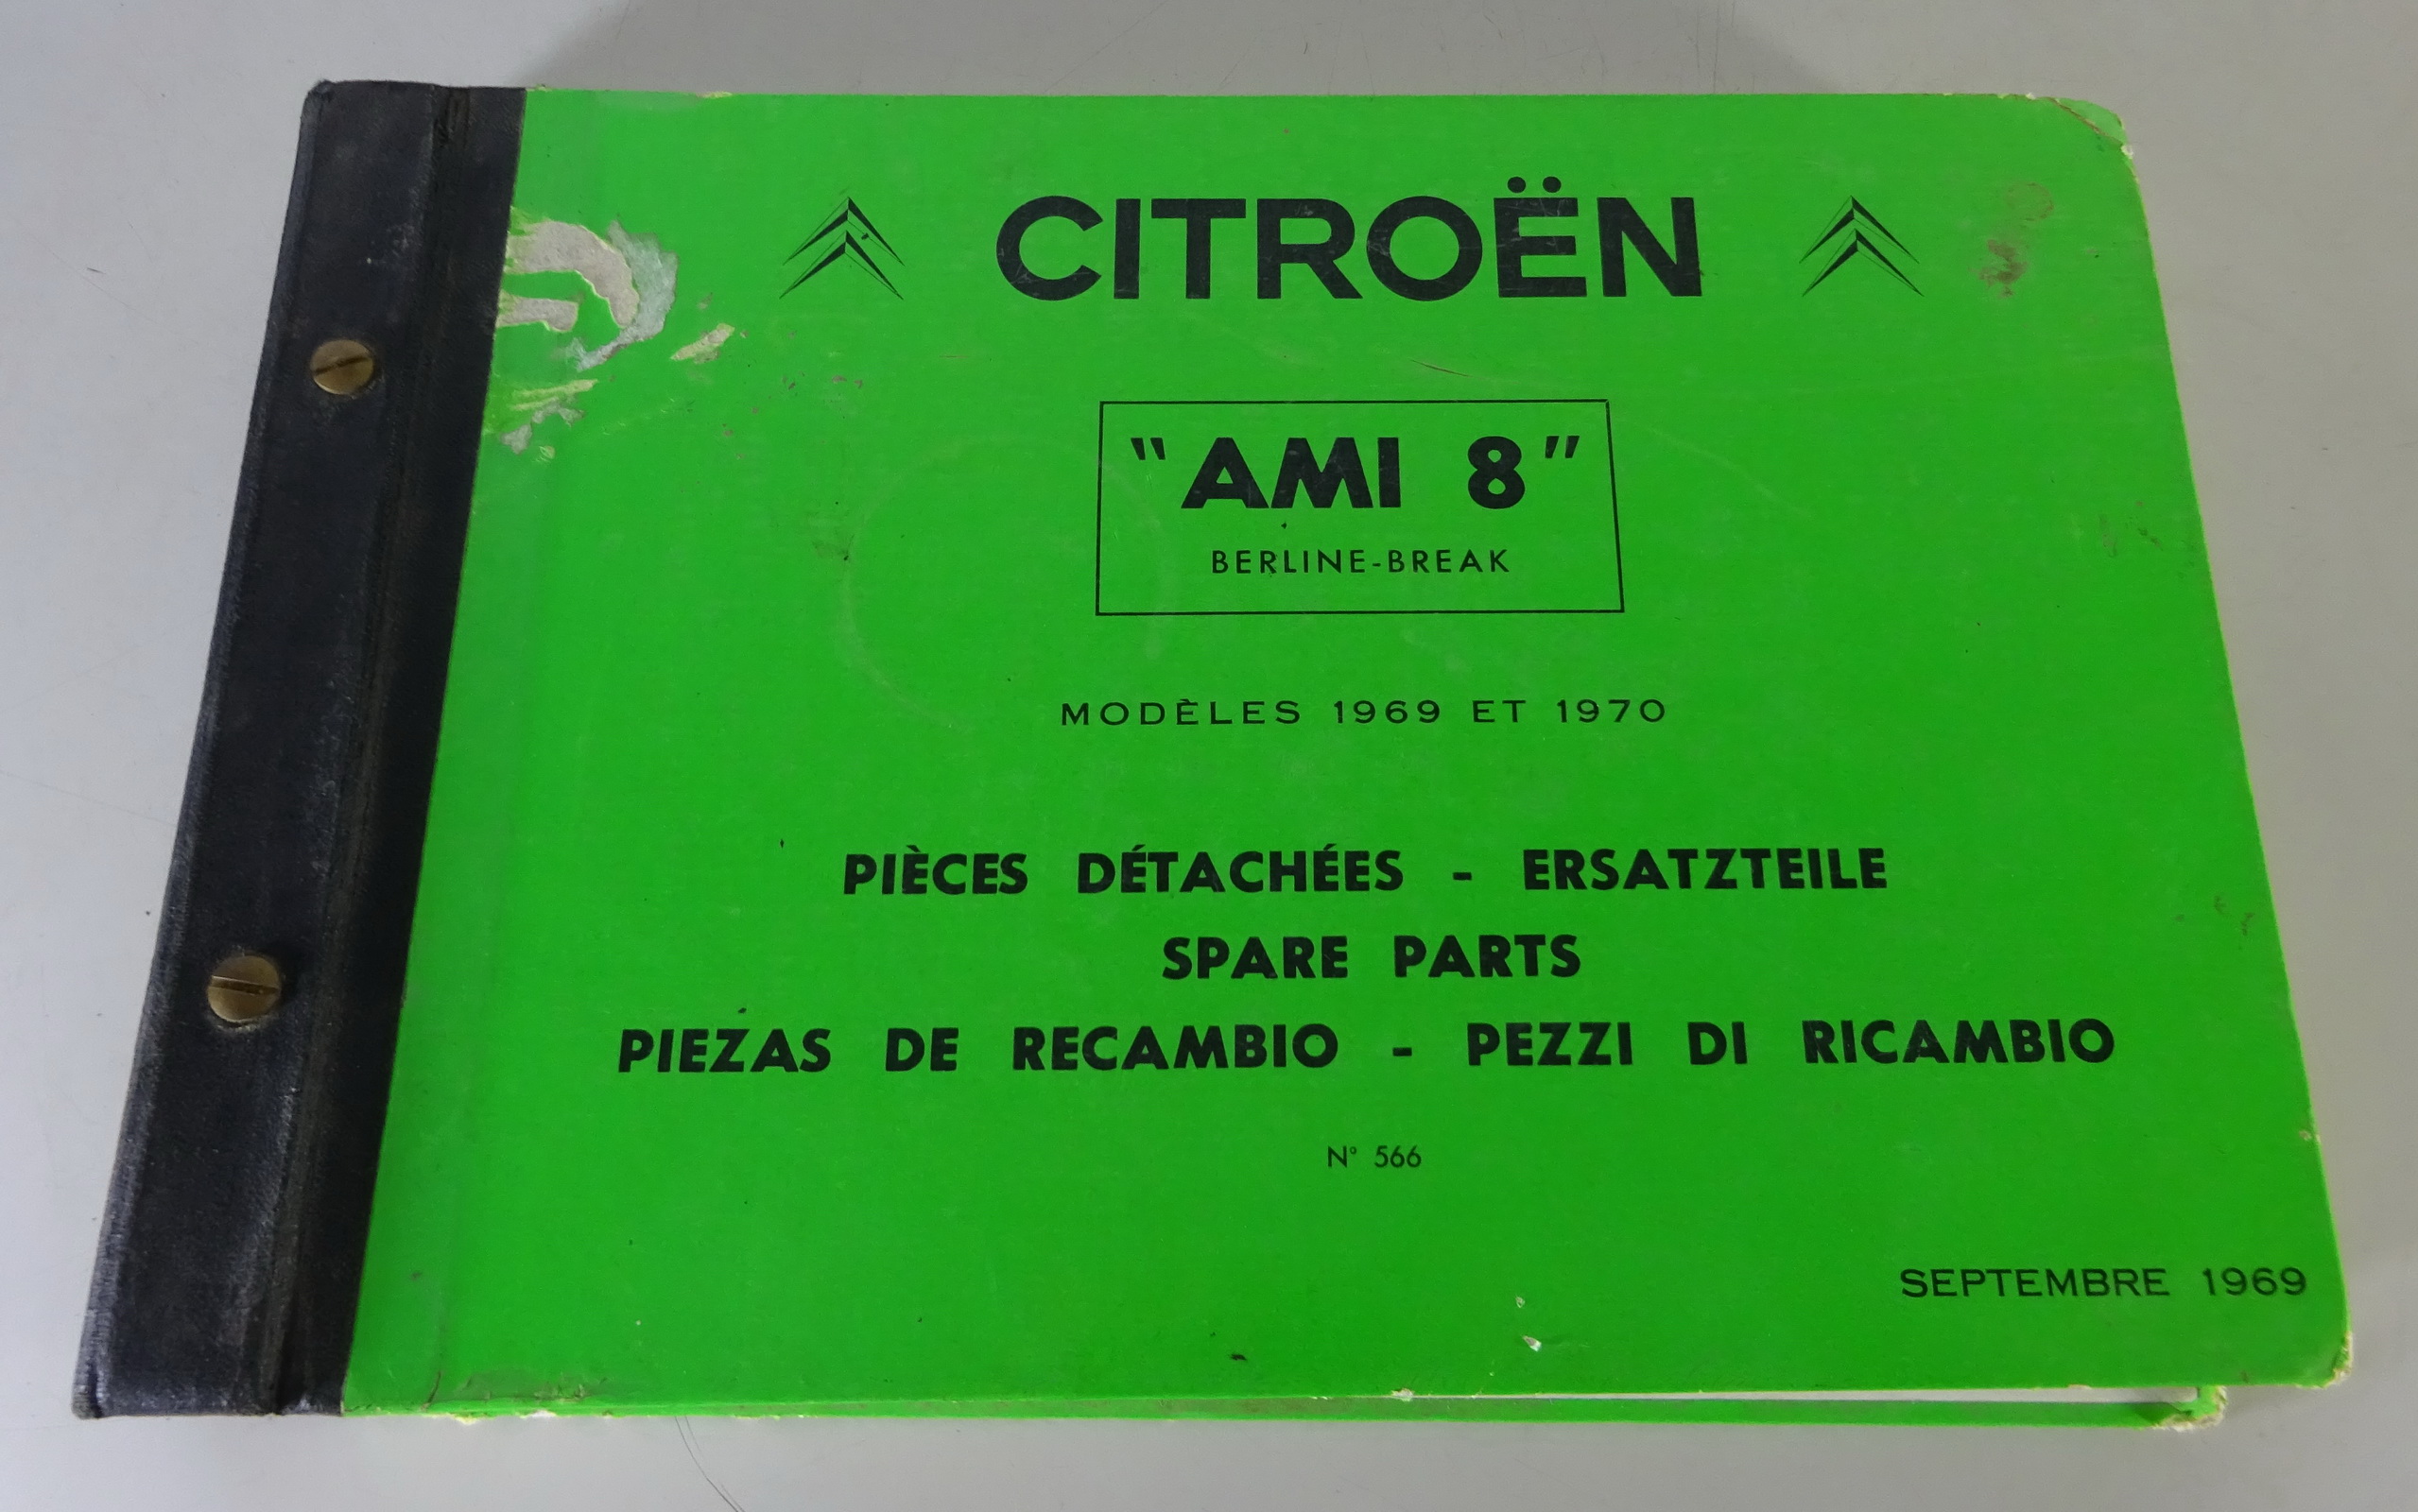 CITROËN
"AMI 8"
BERLINE-BREAK
MODÈLES 1969 ET 1970
PIÈCES DÉTACHÉES - ERSATZTEILE
SPARE PARTS
PIEZAS DE RECAMBIO - PEZZI DI RICAMBIO
N° 566
SEPTEMBRE 1969